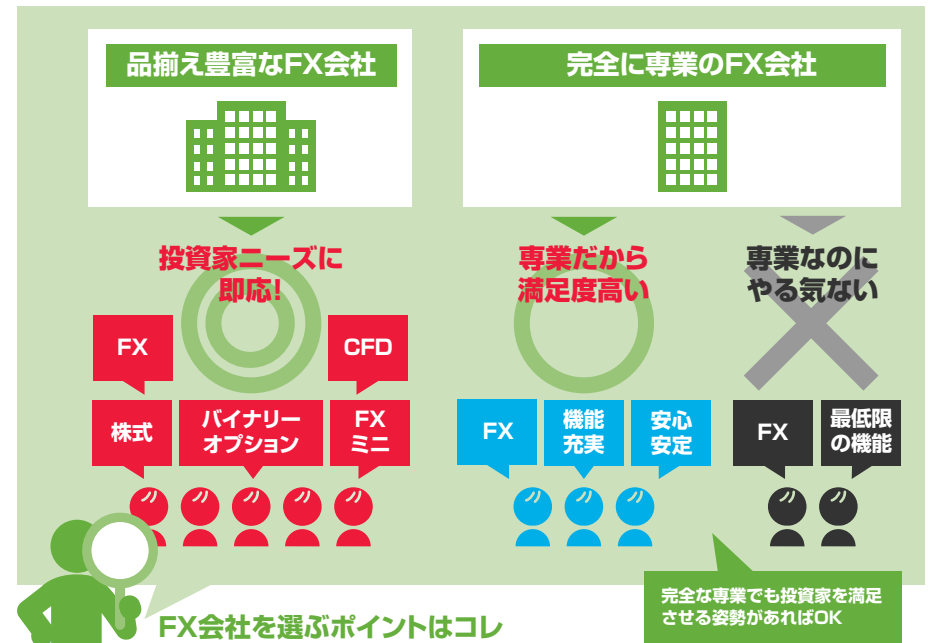 品揃え豊富なFX会社
完全に専業のFX会社
投資家ニーズに
即応!
専業だから
満足度高い
専業なのに
やる気ない
FX
CFD
株式
バイナリー
オプション
FX
ミニ
FX
機能
充実
安心
安定
FX
最低限
の機能
完全な専業でも投資家を満足
させる姿勢があればOK
FX会社を選ぶポイントはコレ